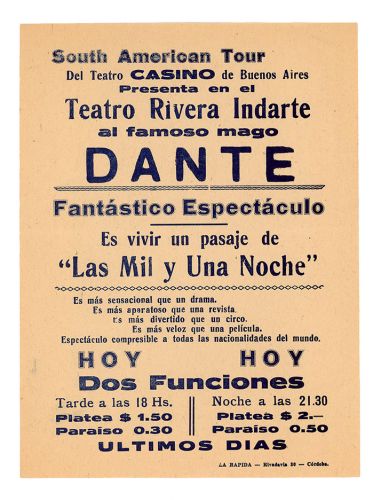 South American Tour
Del Teatro CASINO de Buenos Aires
Presenta en el
Teatro Rivera Indarte
al famoso mago
DANTE
Fantástico Espectáculo
Es vivir un pasaje de
“Las Mil y Una Noche”
Es más sensacional que un drama.
Es más aparatoso que una revista.
Es más divertido que un circo.
Es más veloz que una película.
Espectáculo compresible a todas las nacionalidades del mundo.
HOY HOY
Dos Funciones
Tarde a las 18 Hs.
Platea $ 1.50
Paraiso 0.30
Noche a las 21.30
Platea $ 2.—
Paraiso 0.50
ULTIMOS DIAS
LA RAPIDA — Rivadavia 50 — Córdoba.